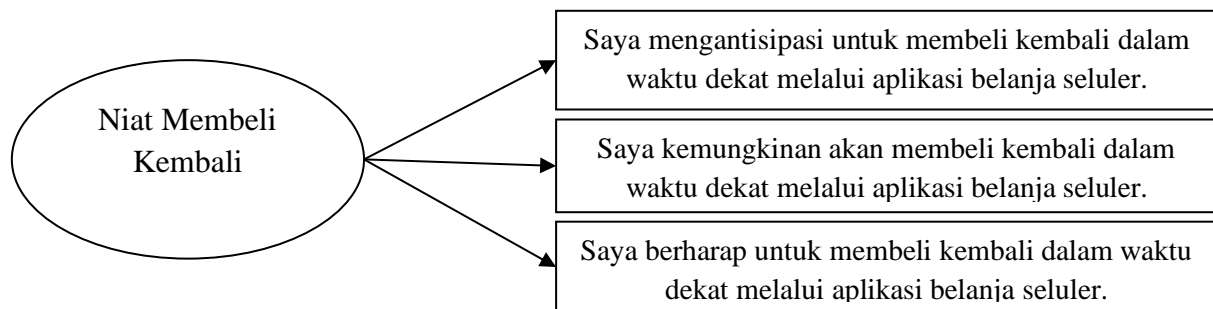 Niat Membeli
Kembali
Saya mengantisipasi untuk membeli kembali dalam
waktu dekat melalui aplikasi belanja seluler.
Saya kemungkinan akan membeli kembali dalam
waktu dekat melalui aplikasi belanja seluler.
Saya berharap untuk membeli kembali dalam waktu
dekat melalui aplikasi belanja seluler.